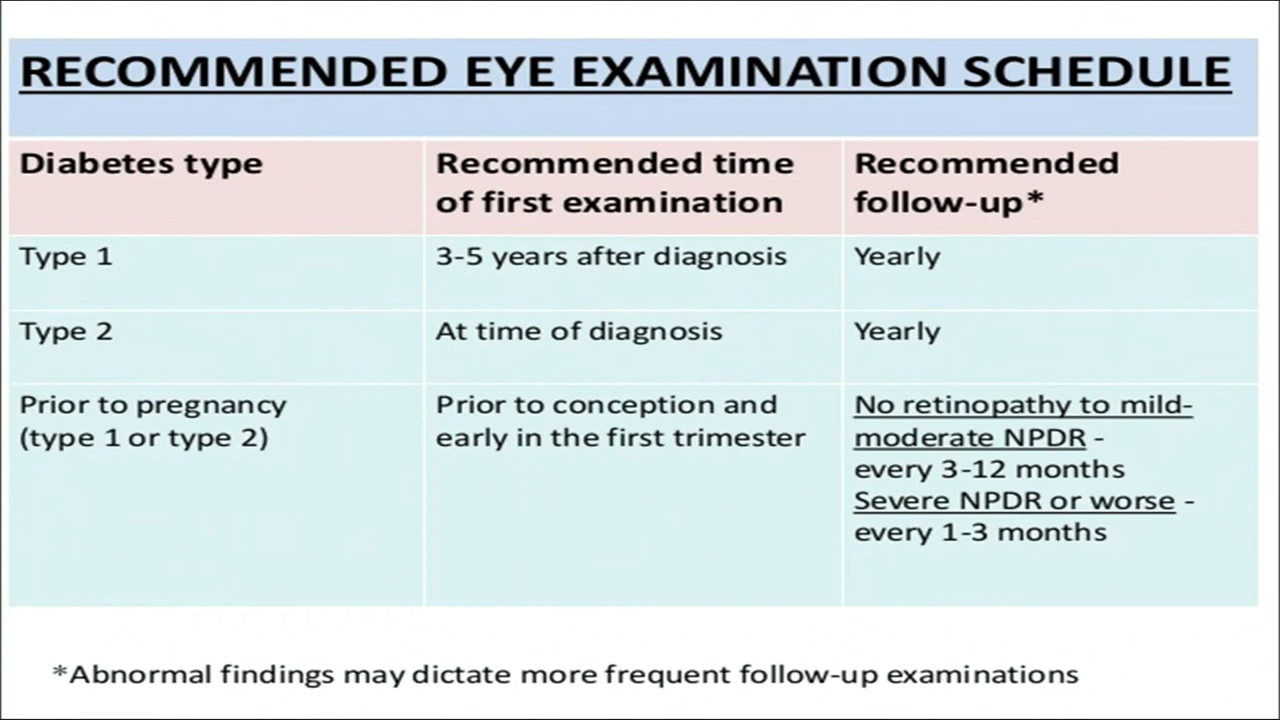 RECOMMENDED EYE EXAMINATION SCHEDULE
Diabetes type
Recommended time
of first examination
Recommended
follow-up*
Type 1
3-5 years after diagnosis
Yearly
Type 2
At time of diagnosis
Yearly
Prior to pregnancy
(type 1 or type 2)
Prior to conception and
early in the first trimester
No retinopathy to mild-
moderate NPDR -
every 3-12 months
Severe NPDR or worse -
every 1-3 months
*Abnormal findings may dictate more frequent follow-up examinations